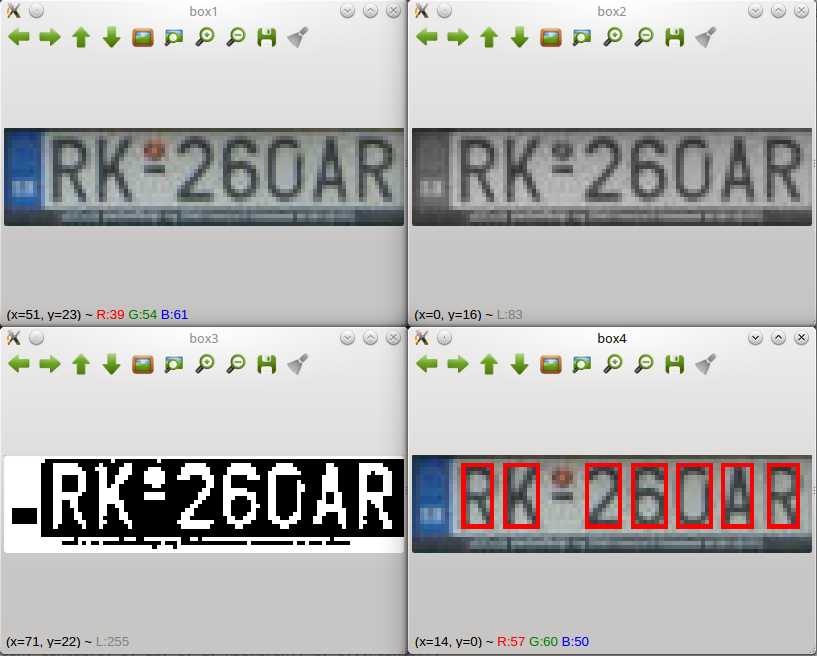 box1
RK-260AR
(x=51, y=23) ~ R:39 G:54 B:61
box2
RK-260AR
(x=0, y=16) ~ L:83
box3
RK-260AR
(x=71, y=22) ~ L:255
box4
RK-260AR
(x=14, y=0) ~ R:57 G:60 B:50